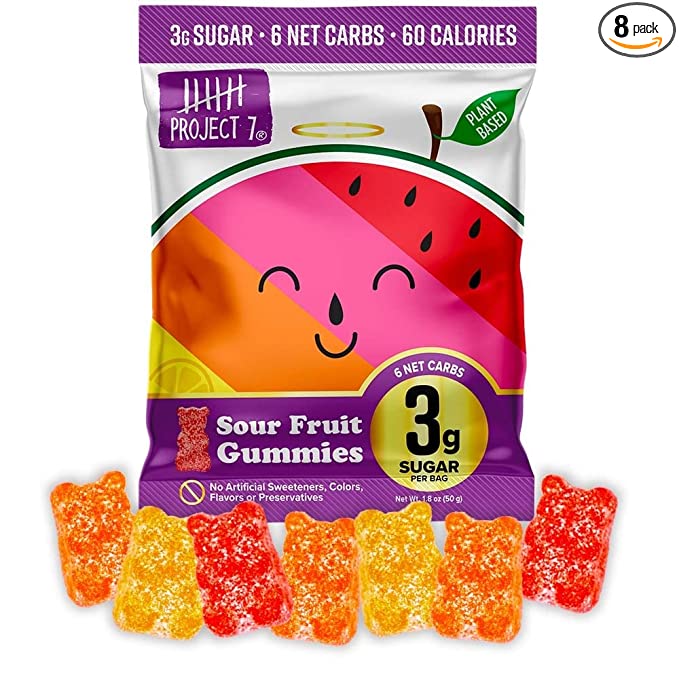 8 pack
3G SUGAR • 6 NET CARBS • 60 CALORIES
PROJECT 7®
PLANT
BASED
6 NET CARBS
3g
SUGAR
PER BAG
Sour Fruit
Gummies
No Artificial Sweeteners, Colors,
Flavors or Preservatives
Net Wt. 1.8 oz (50 g)